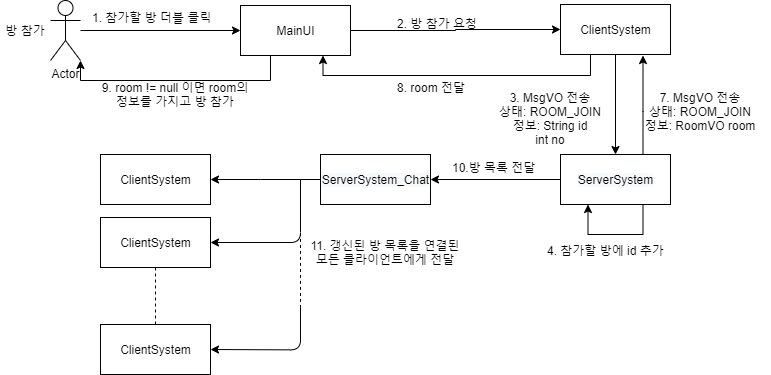 방 참가
Actor
1. 참가할 방 더블 클릭
MainUI
2. 방 참가 요청
ClientSystem
9. room != null 이면 room의
정보를 가지고 방 참가
8. room 전달
3. MsgVO 전송
상태: ROOM_JOIN
정보: String id
int no
7. MsgVO 전송
상태: ROOM_JOIN
정보: RoomVO room
ClientSystem
ServerSystem_Chat
10.방 목록 전달
ServerSystem
ClientSystem
11. 갱신된 방 목록을 연결된
모든 클라이언트에게 전달
4. 참가할 방에 id 추가
ClientSystem